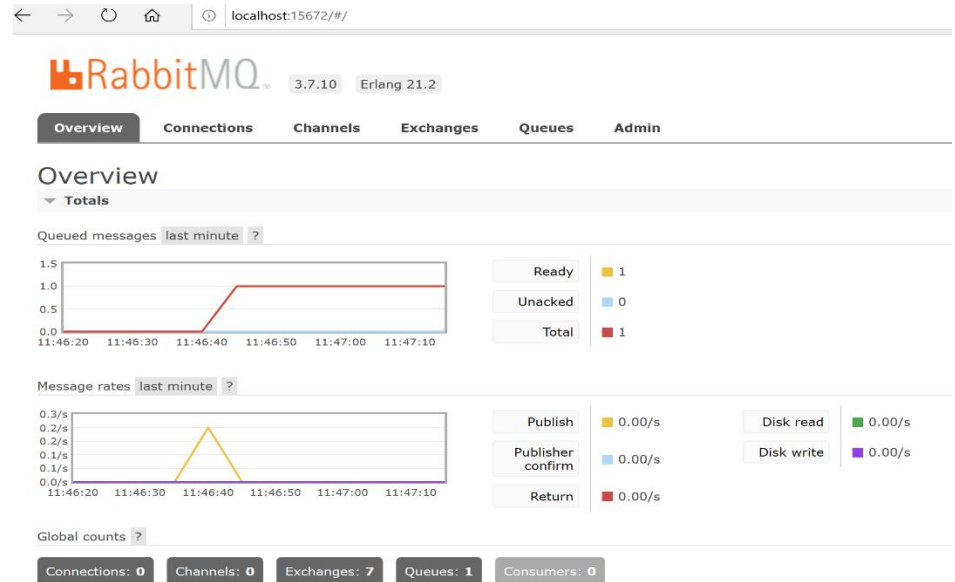 localhost:15672/#/
RabbitMQ 3.7.10 Erlang 21.2
Overview Connections Channels Exchanges Queues Admin
Overview
Totals
Queued messages last minute ?
1.5
1.0
0.5
0.0
11:46:20 11:46:30 11:46:40 11:46:50 11:47:00 11:47:10
Ready 1
Unacked 0
Total 1
Message rates last minute ?
0.3/s
0.2/s
0.2/s
0.1/s
0.1/s
0.0/s
11:46:20 11:46:30 11:46:40 11:46:50 11:47:00 11:47:10
Publish 0.00/s
Publisher
confirm 0.00/s
Return 0.00/s
Disk read 0.00/s
Disk write 0.00/s
Global counts ?
Connections: 0 Channels: 0 Exchanges: 7 Queues: 1 Consumers: 0